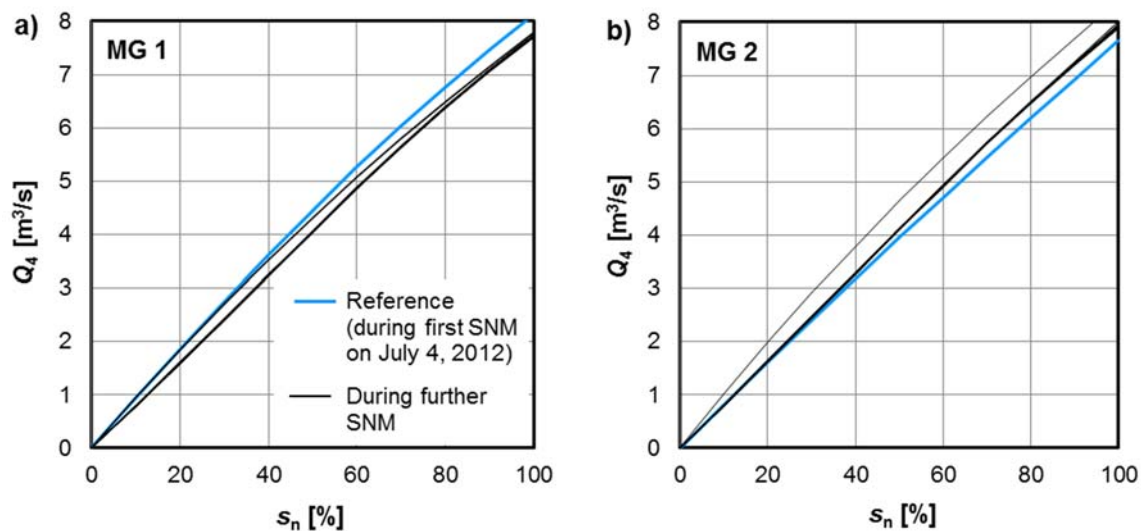 a)
MG 1
8
7
6
5
4
3
2
1
0
Q4 [m³/s]
0 20 40 60 80 100
sn [%]
Reference
(during first SNM
on July 4, 2012)
During further
SNM
b)
MG 2
8
7
6
5
4
3
2
1
0
Q4 [m³/s]
0 20 40 60 80 100
sn [%]